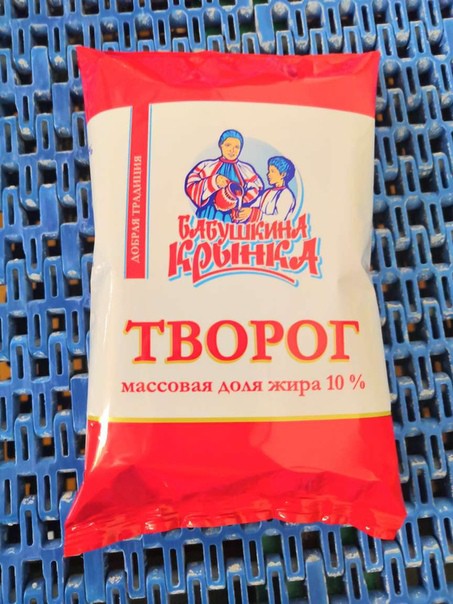 ДОБРАЯ ТРАДИЦИЯ
БАБУШКИНА
КРЫНКА
ТВОРОГ
массовая доля жира 10 %